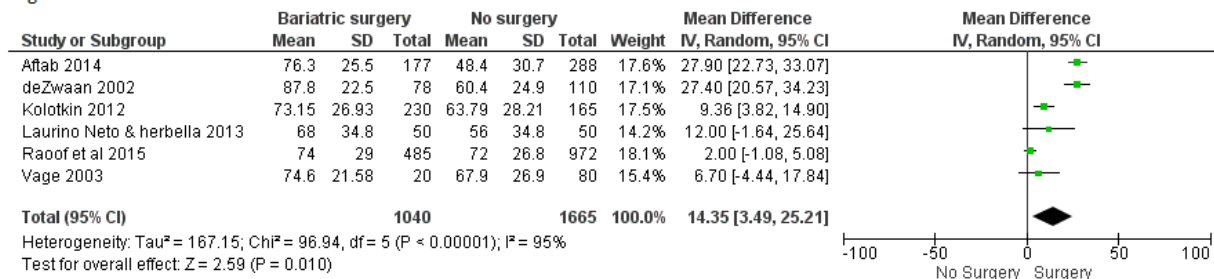 Bariatric surgery No surgery Mean Difference Mean Difference
Study or Subgroup Mean SD Total Mean SD Total Weight IV, Random, 95% CI IV, Random, 95% CI
Aftab 2014 76.3 25.5 177 48.4 30.7 288 17.6% 27.90 [22.73, 33.07]
deZwaan 2002 87.8 22.5 78 60.4 24.9 110 17.1% 27.40 [20.57, 34.23]
Kolotkin 2012 73.15 26.93 230 63.79 28.21 165 17.5% 9.36 [3.82, 14.90]
Laurino Neto & herbella 2013 68 34.8 50 56 34.8 50 14.2% 12.00 [-1.64, 25.64]
Raoof et al 2015 74 29 485 72 26.8 972 18.1% 2.00 [-1.08, 5.08]
Vage 2003 74.6 21.58 20 67.9 26.9 80 15.4% 6.70 [-4.44, 17.84]
Total (95% CI) 1040 1665 100.0% 14.35 [3.49, 25.21]
Heterogeneity: Tau² = 167.15; Chi² = 96.94, df = 5 (P < 0.00001); I² = 95%
Test for overall effect: Z = 2.59 (P = 0.010)
-100 -50 0 50 100
No Surgery Surgery